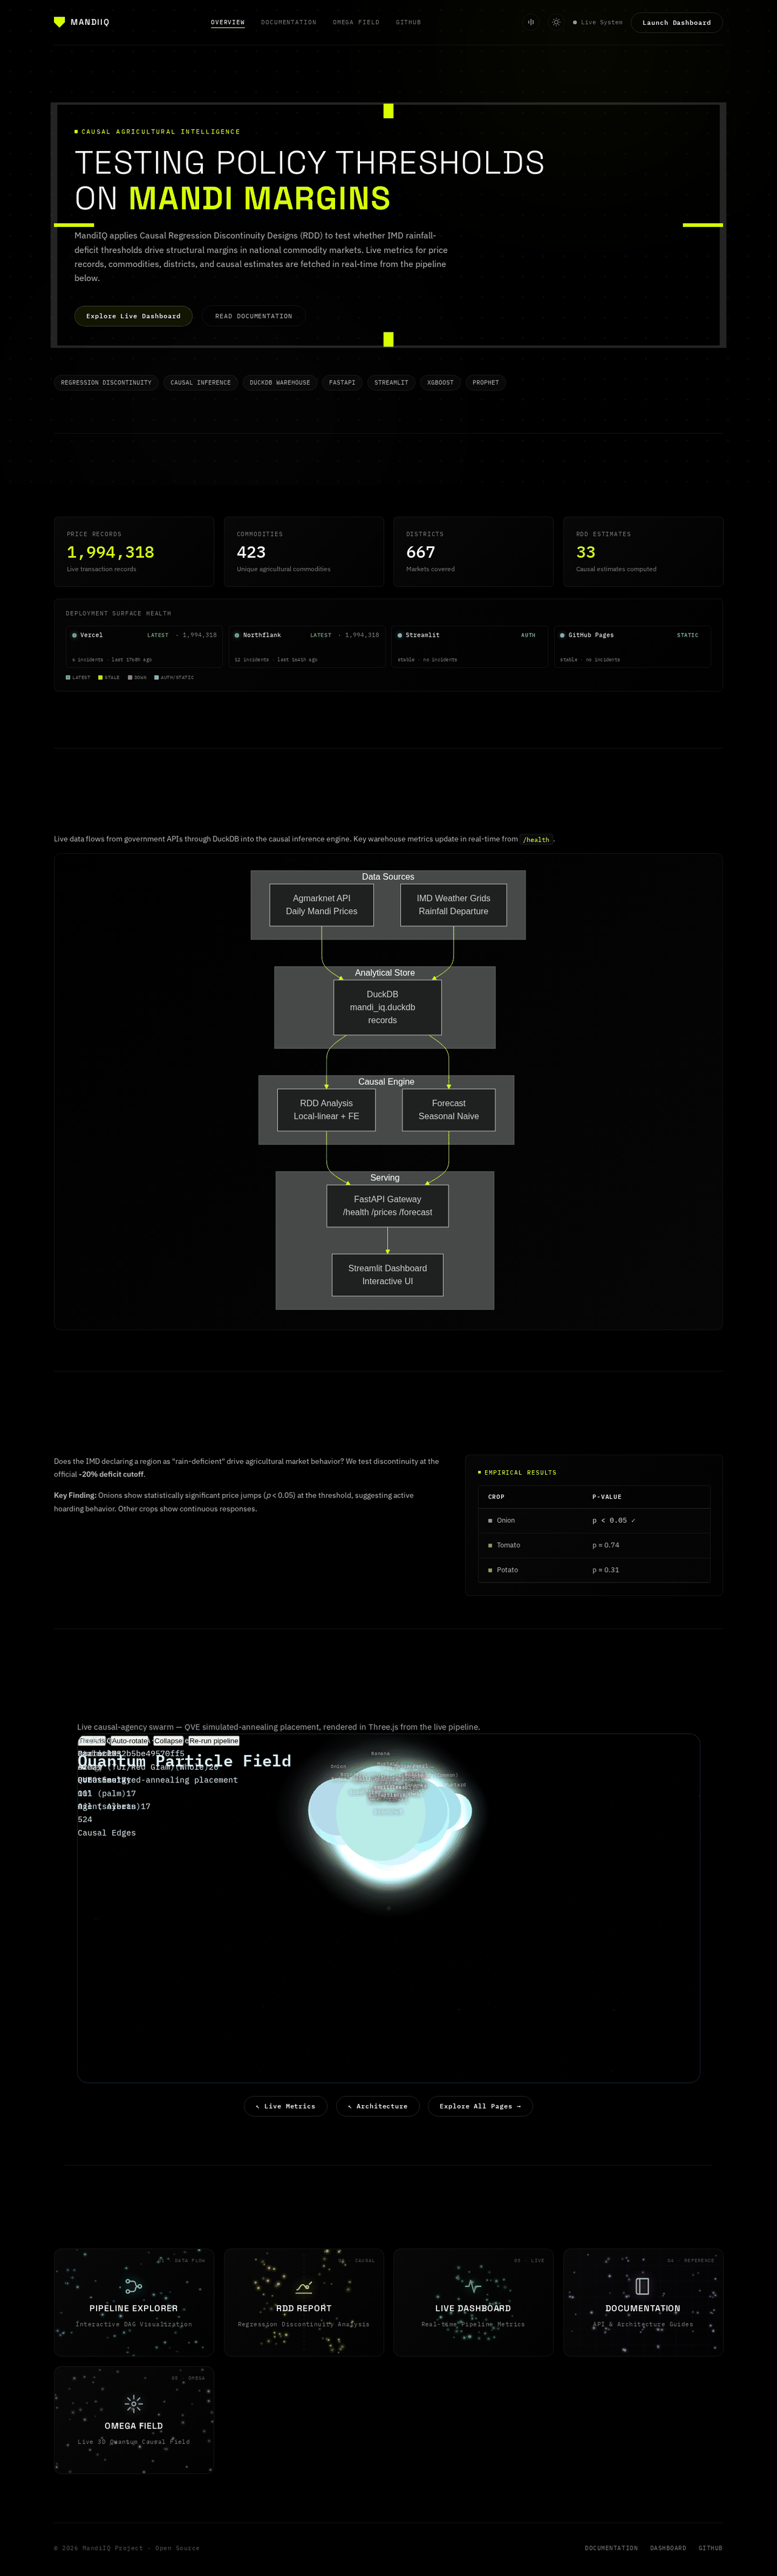 MANDIIQ
OVERVIEW
DOCUMENTATION
OMEGA FIELD
GITHUB
Live System
Launch Dashboard
CAUSAL AGRICULTURAL INTELLIGENCE
TESTING POLICY THRESHOLDS
ON MANDI MARGINS
MandiIQ applies Causal Regression Discontinuity Designs (RDD) to test whether IMD rainfall-
deficit thresholds drive structural margins in national commodity markets. Live metrics for price
records, commodities, districts, and causal estimates are fetched in real-time from the pipeline
below.
Explore Live Dashboard
READ DOCUMENTATION
REGRESSION DISCONTINUITY
CAUSAL INFERENCE
DUCKDB WAREHOUSE
FASTAPI
STREAMLIT
XGBOOST
PROPHET
PRICE RECORDS
1,994,318
Live transaction records
COMMODITIES
423
Unique agricultural commodities
DISTRICTS
667
Markets covered
RDD ESTIMATES
33
Causal estimates computed
DEPLOYMENT SURFACE HEALTH
Vercel LATEST · 1,994,318
Northflank LATEST · 1,994,318
Streamlit AUTH
GitHub Pages STATIC
stable · no incidents
stable · no incidents
LATEST STALE DOWN AUTH/STATIC
Live data flows from government APIs through DuckDB into the causal inference engine. Key warehouse metrics update in real-time from /health.
Data Sources
Agmarknet API
Daily Mandi Prices
IMD Weather Grids
Rainfall Departure
Analytical Store
DuckDB
mandi_iq.duckdb
records
Causal Engine
RDD Analysis
Local-linear + FE
Forecast
Seasonal Naive
Serving
FastAPI Gateway
/health /prices /forecast
Streamlit Dashboard
Interactive UI
Does the IMD declaring a region as "rain-deficient" drive agricultural market behavior? We test discontinuity at the
official -20% deficit cutoff.
Key Finding: Onions show statistically significant price jumps (p < 0.05) at the threshold, suggesting active
hoarding behavior. Other crops show continuous responses.
EMPIRICAL RESULTS
CROP P-VALUE
Onion p < 0.05 ✓
Tomato p = 0.74
Potato p = 0.31
Live causal-agency swarm — QVE simulated-annealing placement, rendered in Three.js from the live pipeline.
Threads Auto-rotate Collapse Re-run pipeline
Quantum Particle Field
524
Causal Edges
Banana
Onion
↖ Live Metrics
↖ Architecture
Explore All Pages →
DATA FLOW
PIPELINE EXPLORER
Interactive DAG Visualization
CAUSAL
RDD REPORT
Regression Discontinuity Analysis
LIVE
LIVE DASHBOARD
Real-time Pipeline Metrics
REFERENCE
DOCUMENTATION
API & Architecture Guides
OMEGA
OMEGA FIELD
Live 3D Quantum Causal Field
© 2026 MandiIQ Project · Open Source
DOCUMENTATION
DASHBOARD
GITHUB